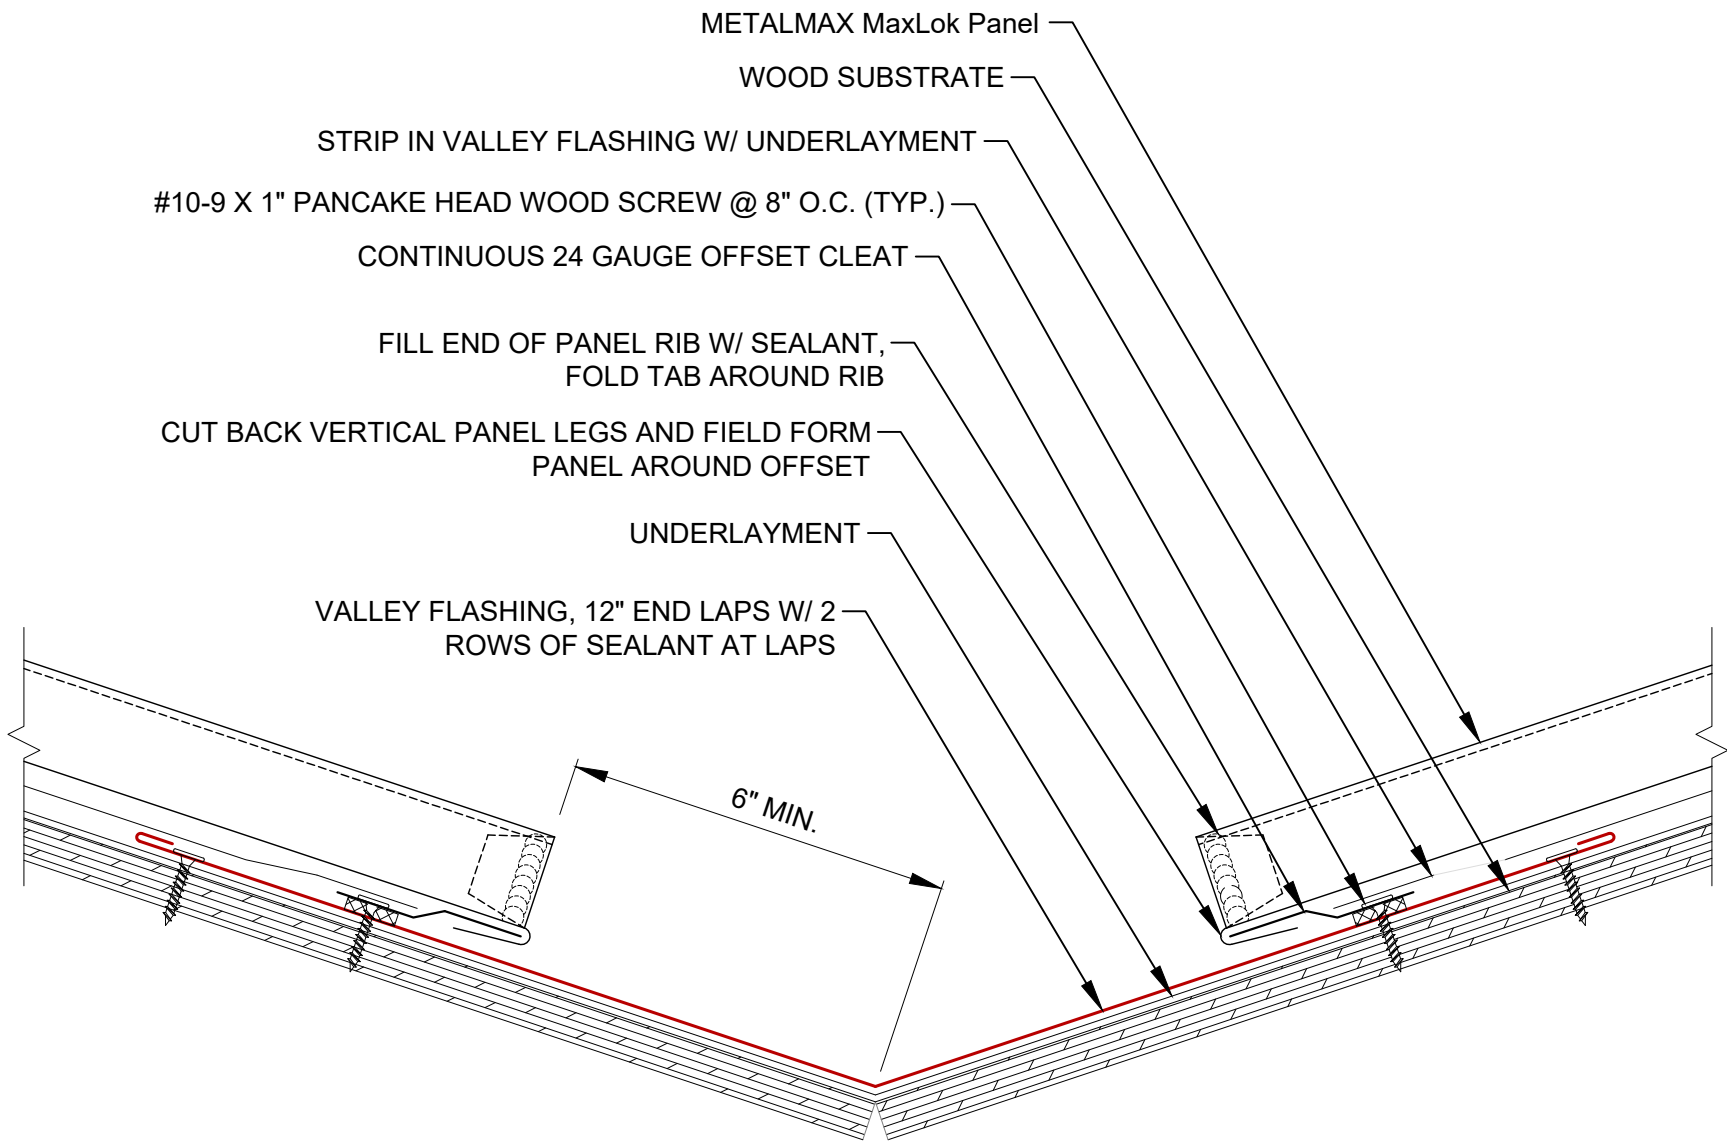 METALMAX MaxLok Panel
WOOD SUBSTRATE
STRIP IN VALLEY FLASHING W/ UNDERLAYMENT
#10-9 X 1" PANCAKE HEAD WOOD SCREW @ 8" O.C. (TYP.)
CONTINUOUS 24 GAUGE OFFSET CLEAT
FILL END OF PANEL RIB W/ SEALANT,
FOLD TAB AROUND RIB
CUT BACK VERTICAL PANEL LEGS AND FIELD FORM
PANEL AROUND OFFSET
UNDERLAYMENT
VALLEY FLASHING, 12" END LAPS W/ 2
ROWS OF SEALANT AT LAPS
6" MIN.